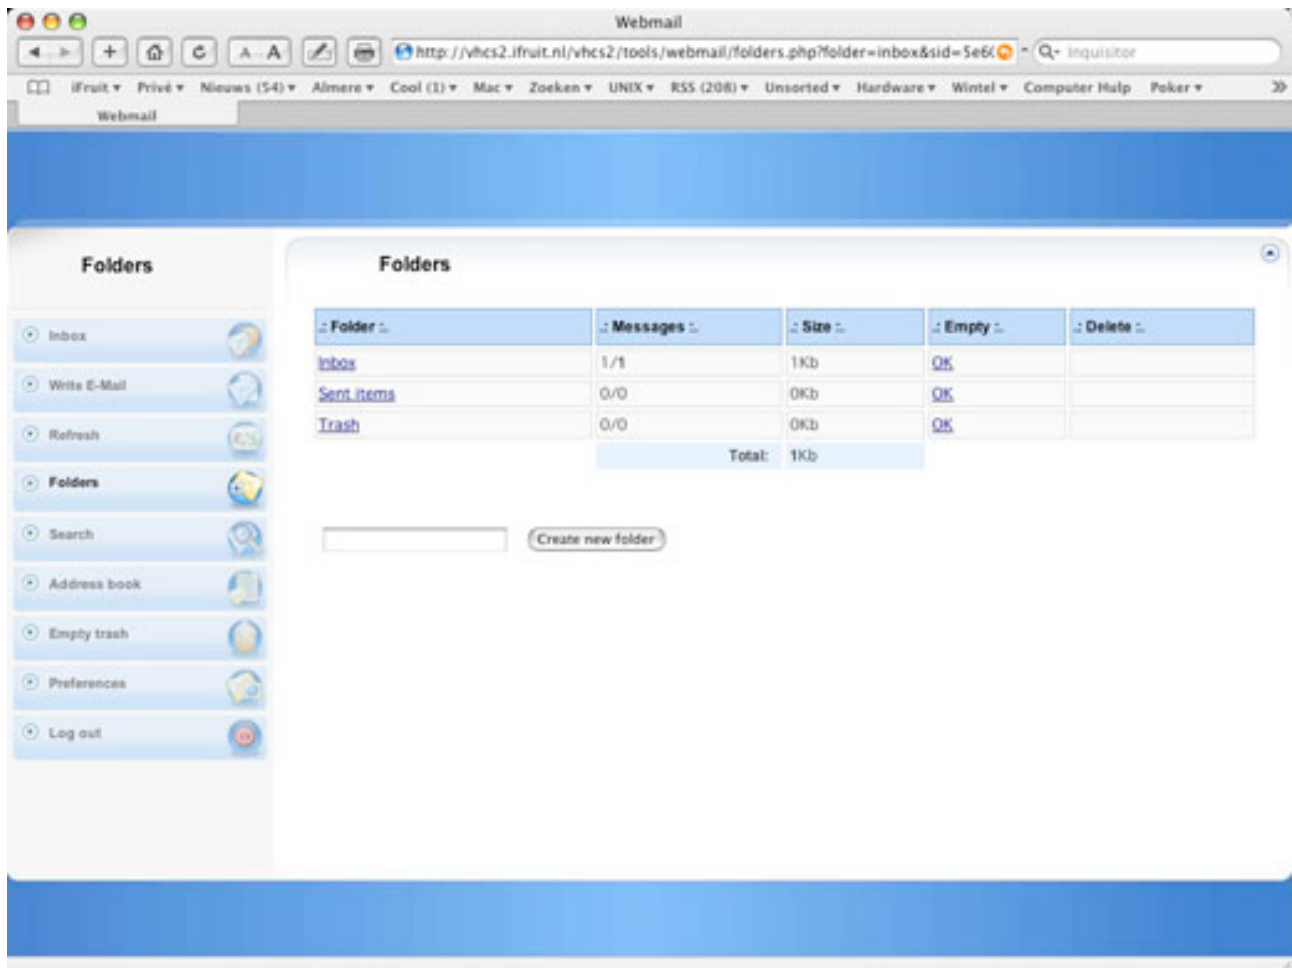 Webmail
A A http://vhcs2.ifruit.nl/vhcs2/tools/webmail/folders.php?folder=inbox&sid=5e6( Q Inquisitor
iFruit Privé Nieuws (54) Almere Cool (1) Mac Zoeken UNIX RSS (208) Unsorted Hardware Wintel Computer Hulp Poker
Webmail
Folders
Inbox
Write E-Mail
Refresh
Folders
Search
Address book
Empty trash
Preferences
Log out
Folders
.: Folder :. .: Messages :. .: Size :. .: Empty :. .: Delete :.
Inbox 1/1 1Kb OK
Sent items 0/0 0Kb OK
Trash 0/0 0Kb OK
Total: 1Kb
Create new folder